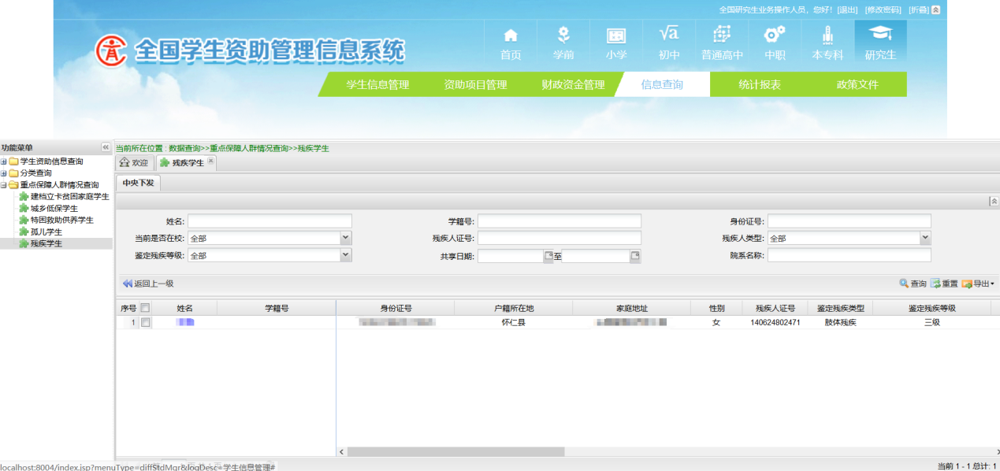 全国研究生业务操作人员，您好! [退出] [修改密码] [折叠]
全国学生资助管理信息系统
首页 学前 小学 √a 初中 普通高中 中职 本专科 研究生
学生信息管理 资助项目管理 财政资金管理 信息查询 统计报表 政策文件
功能菜单
当前所在位置 : 数据查询>>重点保障人群情况查询>>残疾学生
学生资助信息查询
欢迎 残疾学生
分类查询
重点保障人群情况查询
中央下发
建档立卡贫困家庭学生
城乡低保学生
特困救助供养学生
孤儿学生
残疾学生
姓名: 学籍号: 身份证号:
当前是否在校: 全部 残疾人证号: 残疾人类型: 全部
鉴定残疾等级: 全部 共享日期: 至 院系名称:
返回上一级 查询 重置 导出
序号 姓名 学籍号 身份证号 户籍所在地 家庭地址 性别 残疾人证号 鉴定残疾类型 鉴定残疾等级
1 怀仁县 女 140624802471 肢体残疾 三级
localhost:8004/index.jsp?menuType=diffStdMgr&logDesc=学生信息管理#
当前 1 - 1 总计: 1